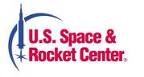 U.S. Space &
Rocket Center®